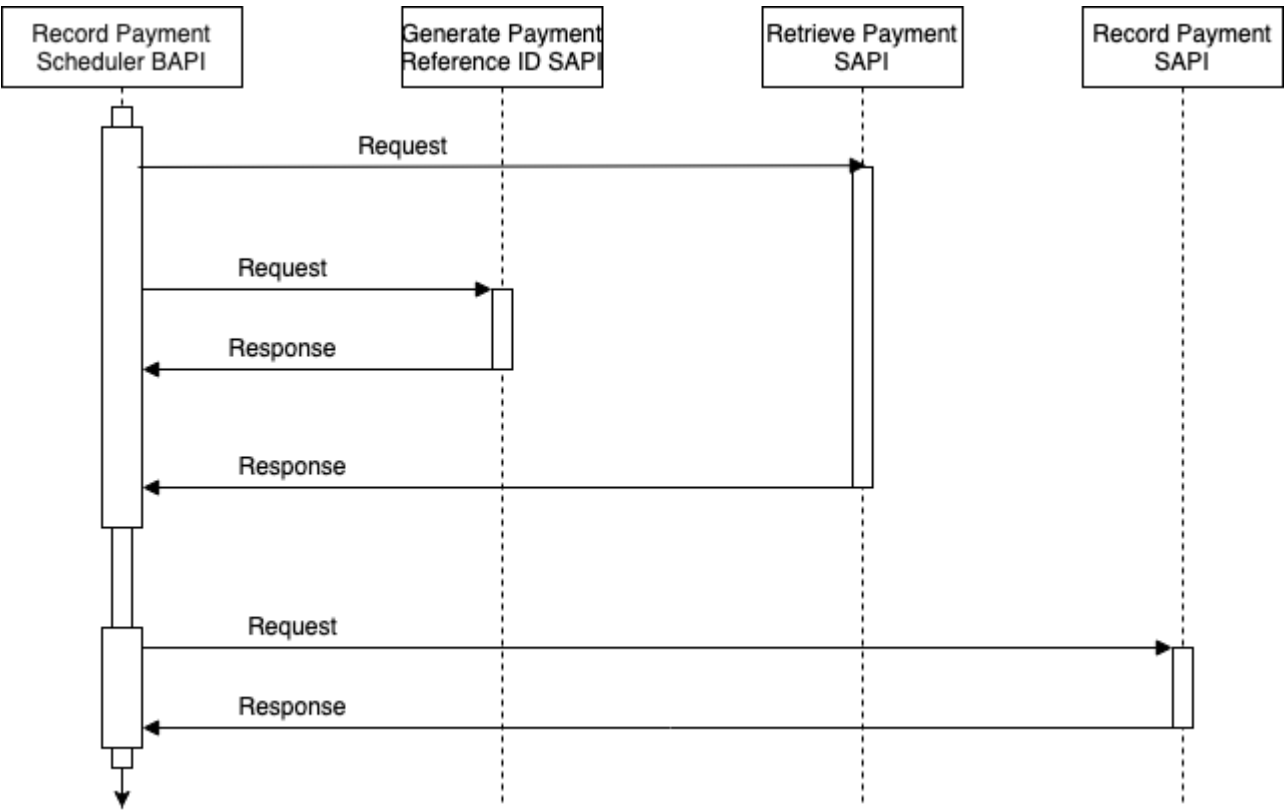 Record Payment
Scheduler BAPI
Generate Payment
Reference ID SAPI
Retrieve Payment
SAPI
Record Payment
SAPI
Request
Request
Response
Response
Request
Response